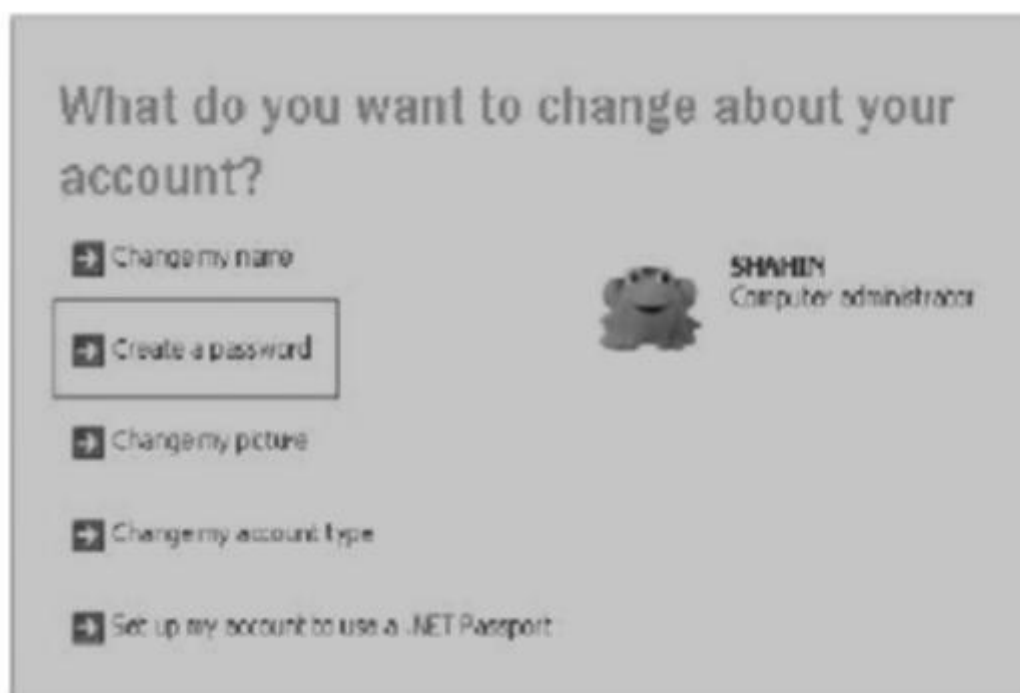 What do you want to change about your
account?
Change my name
SHAHIN
Computer administrator
Create a password
Change my picture
Change my account type
Set up my account to use a .NET Passport